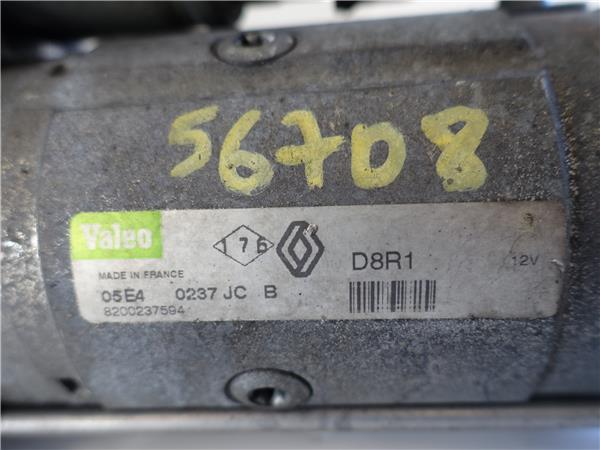 56708
Valeo
176
D8R1
12V
MADE IN FRANCE
05E4 0237 JC B
8200237594